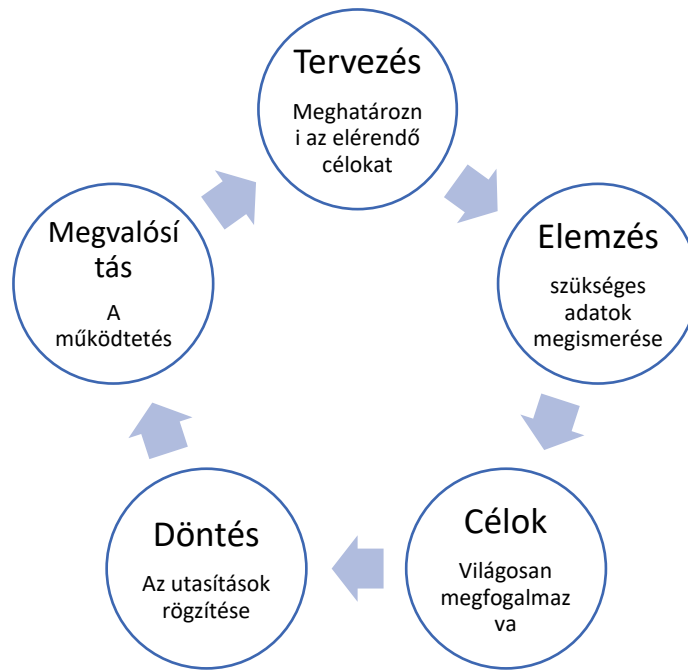 Tervezés
Meghatározn
i az elérendő
célokat
Elemzés
szükséges
adatok
megismerése
Célok
Világosan
megfogalmaz
va
Döntés
Az utasítások
rögzítése
Megvalósí
tás
A
működtetés